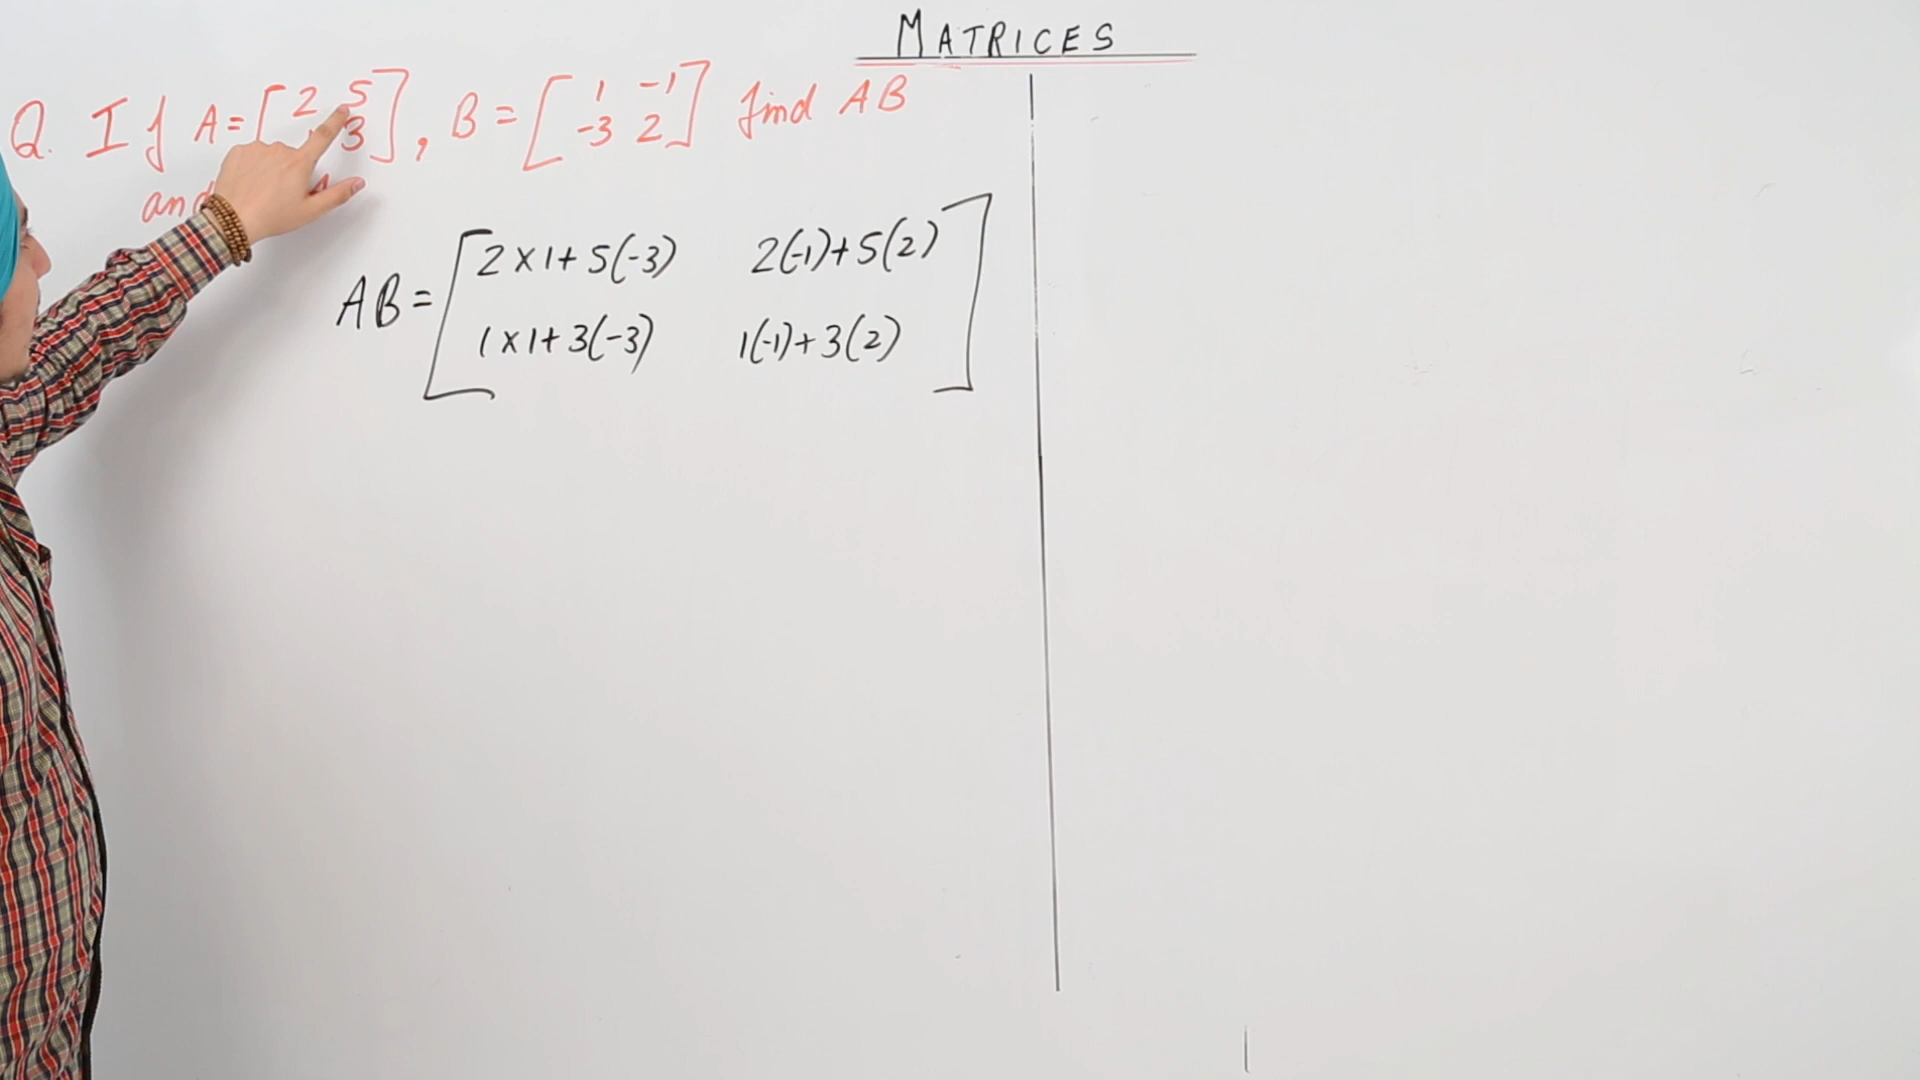 MATRICES
Q. If A = [2 5 3], B = [1 -1 -3 2] find AB
and
AB = [2×1+5(-3) 2(-1)+5(2)
1×1+3(-3) 1(-1)+3(2)]